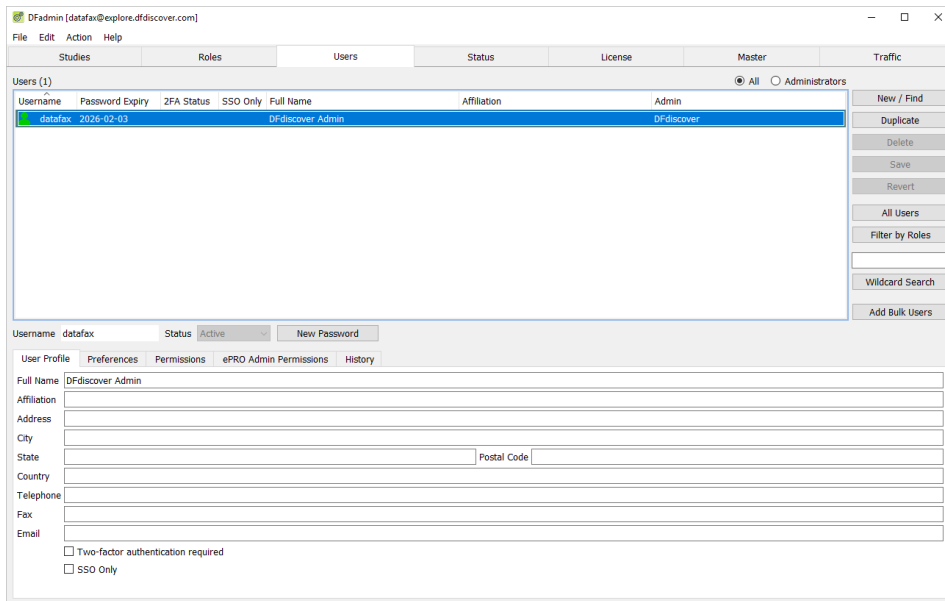 DFadmin [datafax@explore.dfdiscover.com]
File Edit Action Help
Studies Roles Users Status License Master Traffic
Users (1) All Administrators
Username Password Expiry 2FA Status SSO Only Full Name Affiliation Admin
datafax 2026-02-03 DFdiscover Admin DFdiscover
New / Find
Duplicate
Delete
Save
Revert
All Users
Filter by Roles
Wildcard Search
Add Bulk Users
Username datafax Status Active New Password
User Profile Preferences Permissions ePRO Admin Permissions History
Full Name DFdiscover Admin
Affiliation
Address
City
State Postal Code
Country
Telephone
Fax
Email
Two-factor authentication required
SSO Only